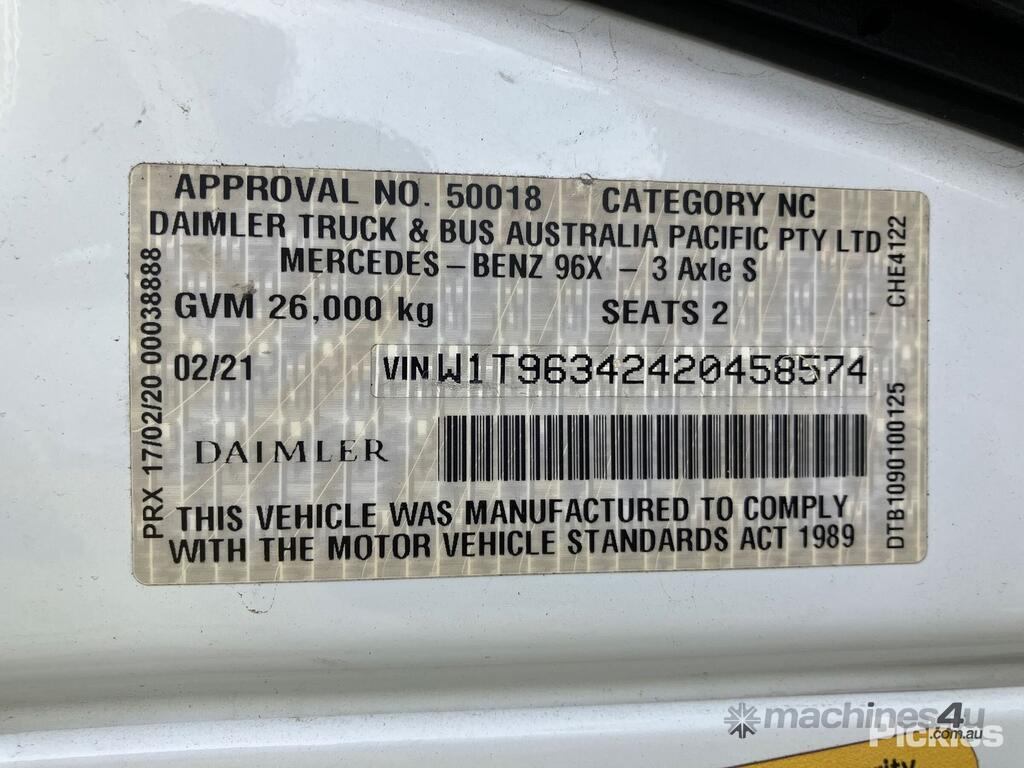 APPROVAL NO. 50018 CATEGORY NC
DAIMLER TRUCK & BUS AUSTRALIA PACIFIC PTY LTD
MERCEDES – BENZ 96X – 3 Axle S
GVM 26,000 kg SEATS 2
02/21 VIN W1T96342420458574
DAIMLER
THIS VEHICLE WAS MANUFACTURED TO COMPLY
WITH THE MOTOR VEHICLE STANDARDS ACT 1989
PRX 17/02/20 00038888
DTB1090100125 CHE4122
machines4u
.com.au
Pickles